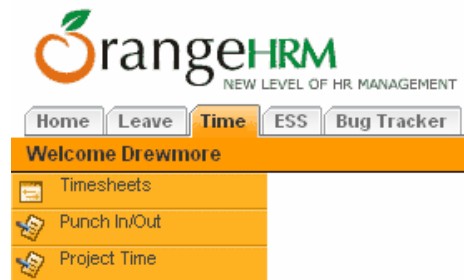 OrangeHRM
NEW LEVEL OF HR MANAGEMENT
Home Leave Time ESS Bug Tracker
Welcome Drewmore
Timesheets
Punch In/Out
Project Time